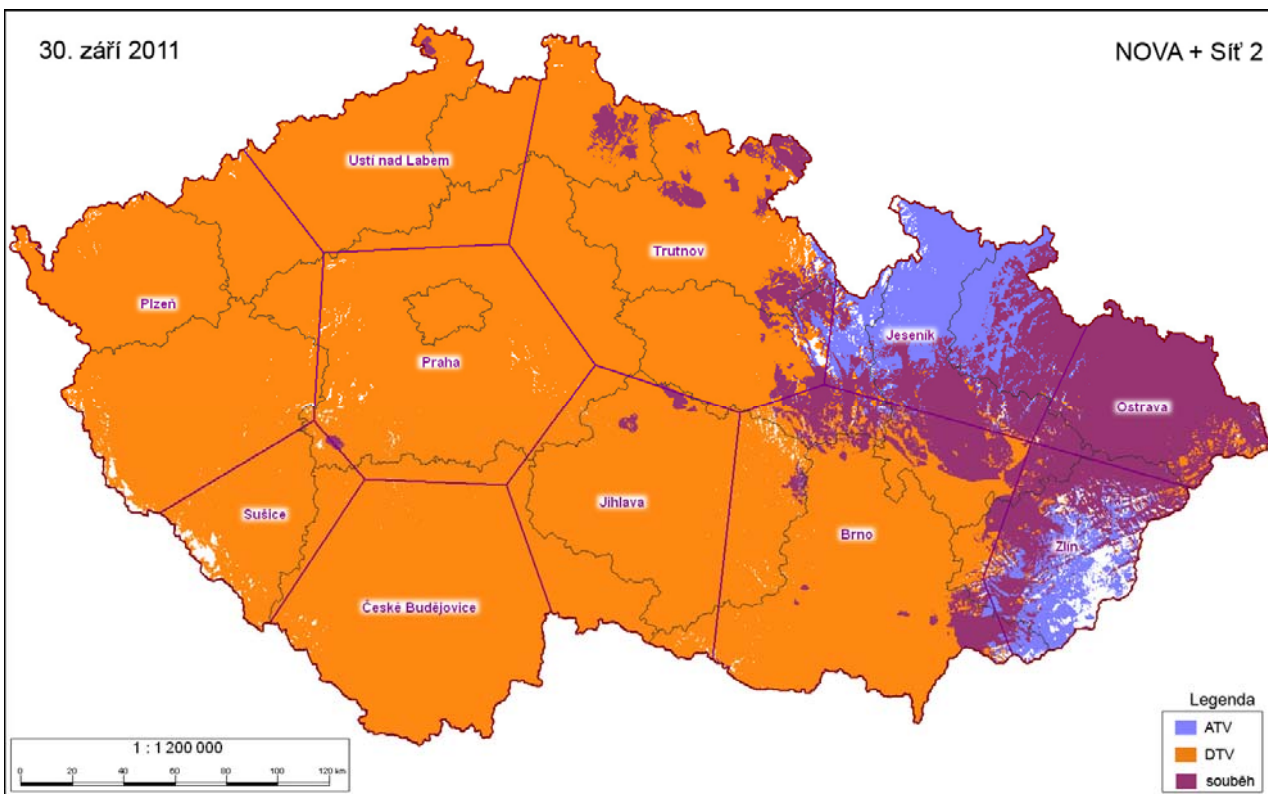 30. září 2011
NOVA + Síť 2
Ustí nad Labem
Trutnov
Plzeň
Jeseník
Praha
Ostrava
Sušice
Jihlava
Brno
Zlín
České Budějovice
Legenda
ATV
DTV
souběh
1 : 1 200 000
0 20 40 60 80 100 120 km